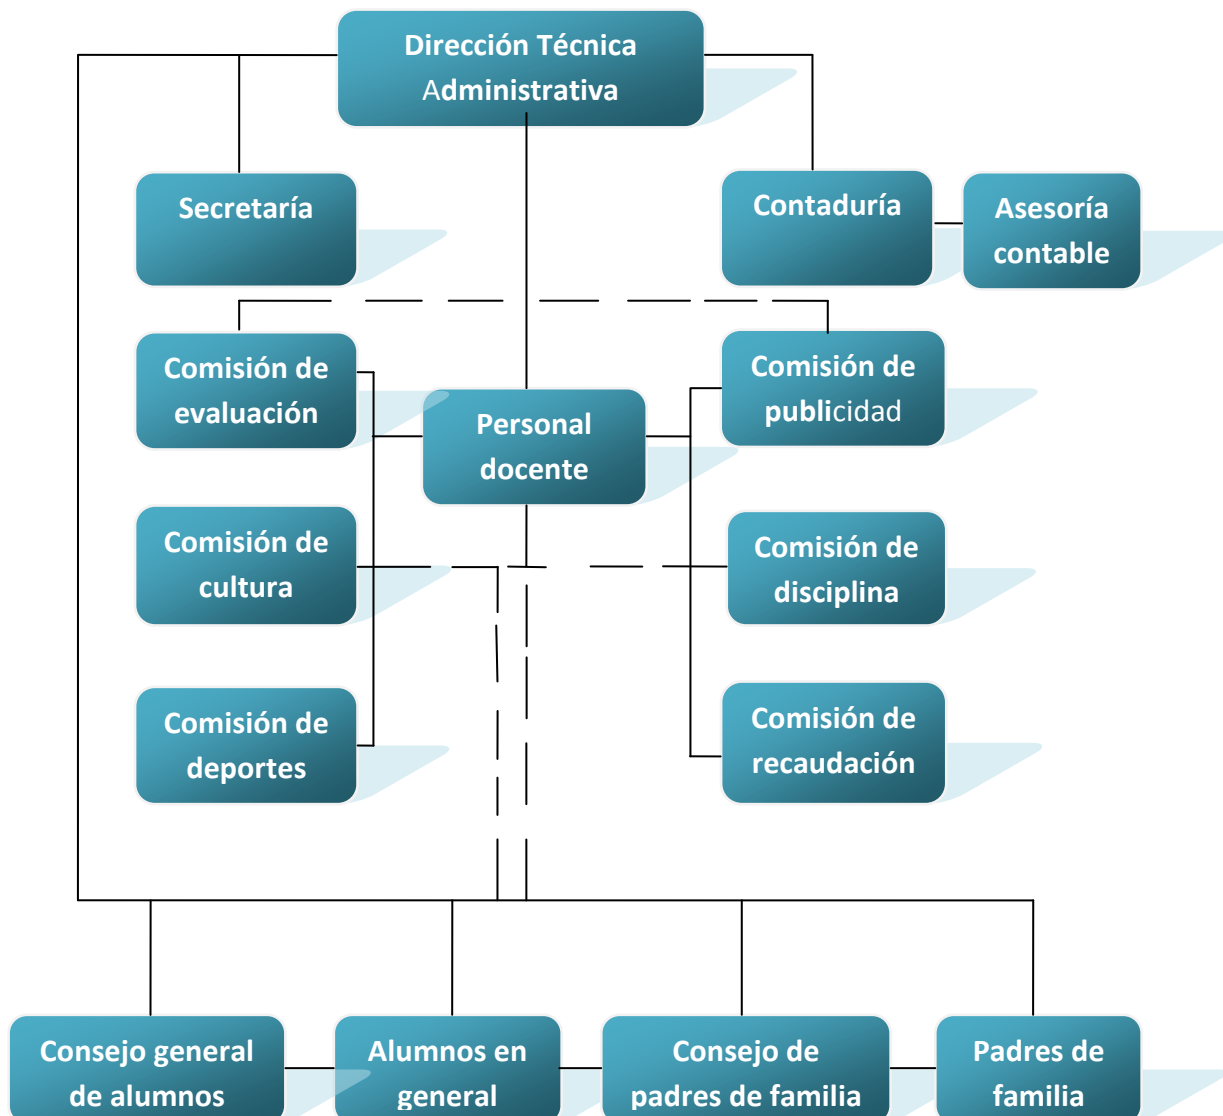 Dirección Técnica
Administrativa
Secretaría
Contaduría
Asesoría
contable
Comisión de
evaluación
Comisión de
publicidad
Personal
docente
Comisión de
cultura
Comisión de
disciplina
Comisión de
deportes
Comisión de
recaudación
Consejo general
de alumnos
Alumnos en
general
Consejo de
padres de familia
Padres de
familia